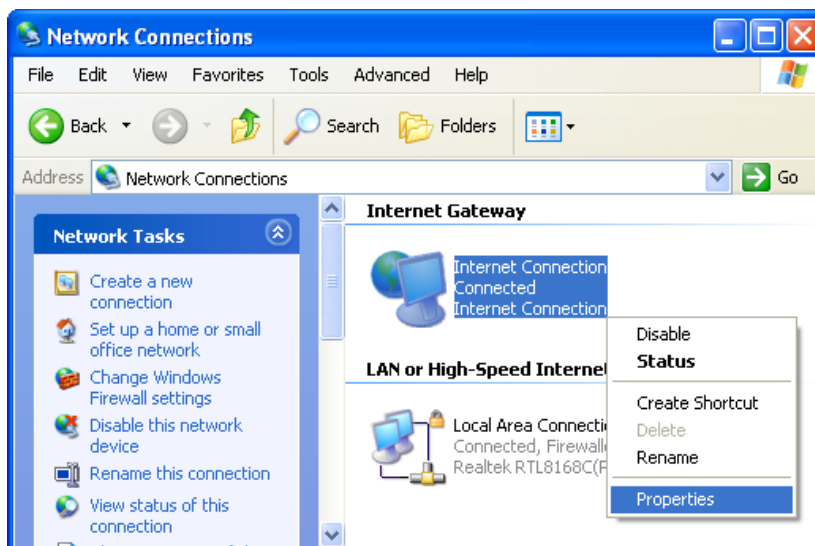 Network Connections
File Edit View Favorites Tools Advanced Help
Back Search Folders
Address Network Connections Go
Network Tasks
Create a new
connection
Set up a home or small
office network
Change Windows
Firewall settings
Disable this network
device
Rename this connection
View status of this
connection
Internet Gateway
Internet Connection
Connected
Internet Connection
LAN or High-Speed Internet
Local Area Connecti
Connected, Firewall
Realtek RTL8168C(P
Disable
Status
Create Shortcut
Delete
Rename
Properties